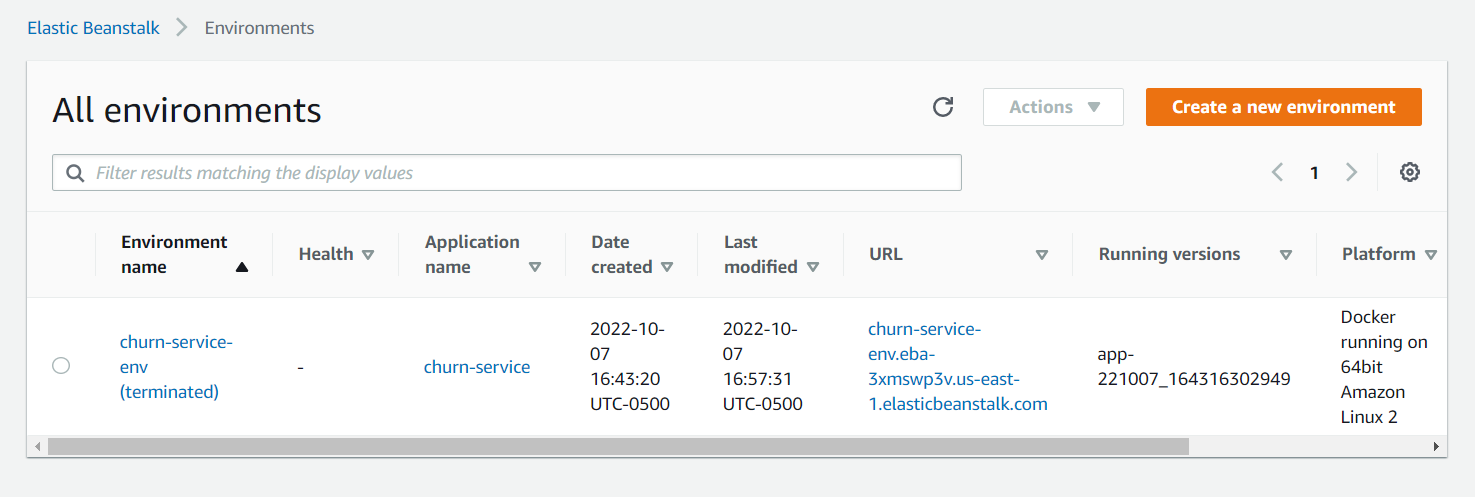 Elastic Beanstalk > Environments
All environments
Actions
Create a new environment
Filter results matching the display values
1
Environment
name
Health
Application
name
Date
created
Last
modified
URL
Running versions
Platform
churn-service-
env
(terminated)
-
churn-service
2022-10-
07
16:43:20
UTC-0500
2022-10-
07
16:57:31
UTC-0500
churn-service-
env.eba-
3xmswp3v.us-east-
1.elasticbeanstalk.com
app-
221007_164316302949
Docker
running on
64bit
Amazon
Linux 2